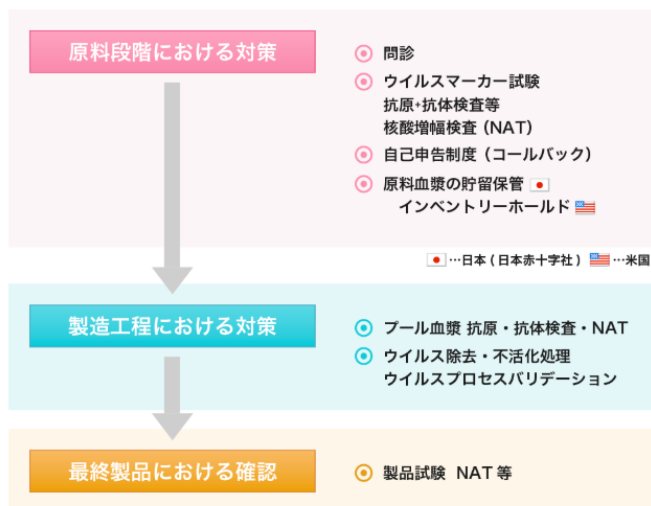 原料段階における対策
問診
ウイルスマーカー試験
抗原・抗体検査等
核酸増幅検査（NAT）
自己申告制度（コールバック）
原料血漿の貯留保管
インベントリーホールド
…日本(日本赤十字社) …米国
製造工程における対策
プール血漿 抗原・抗体検査・NAT
ウイルス除去・不活化処理
ウイルスプロセスバリデーション
最終製品における確認
製品試験 NAT 等